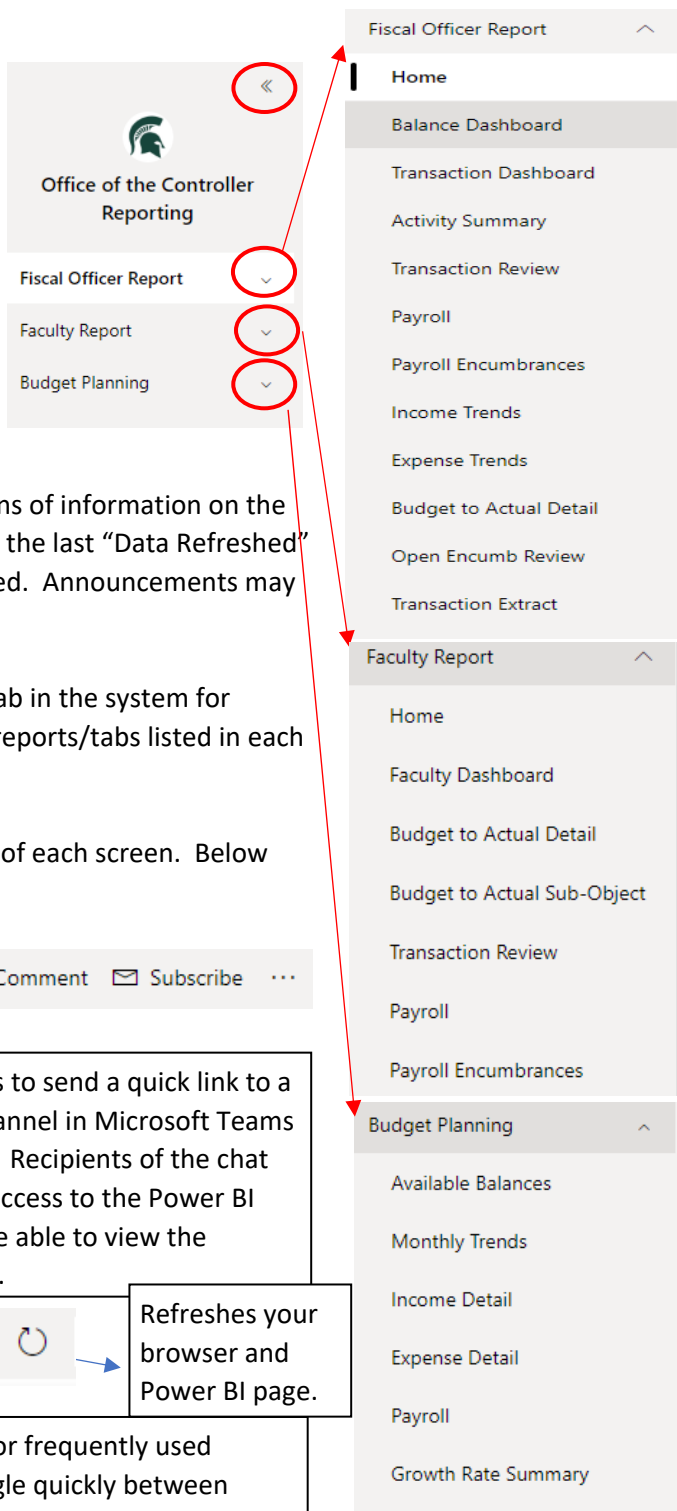 Office of the Controller
Reporting
Fiscal Officer Report
Faculty Report
Budget Planning
ns of information on the
the last “Data Refreshed”
ed. Announcements may
ab in the system for
reports/tabs listed in each
of each screen. Below
Comment Subscribe ...
s to send a quick link to a
annel in Microsoft Teams
Recipients of the chat
ccess to the Power BI
e able to view the
.
Refreshes your
browser and
Power BI page.
or frequently used
gle quickly between
Fiscal Officer Report
Home
Balance Dashboard
Transaction Dashboard
Activity Summary
Transaction Review
Payroll
Payroll Encumbrances
Income Trends
Expense Trends
Budget to Actual Detail
Open Encumb Review
Transaction Extract
Faculty Report
Home
Faculty Dashboard
Budget to Actual Detail
Budget to Actual Sub-Object
Transaction Review
Payroll
Payroll Encumbrances
Budget Planning
Available Balances
Monthly Trends
Income Detail
Expense Detail
Payroll
Growth Rate Summary